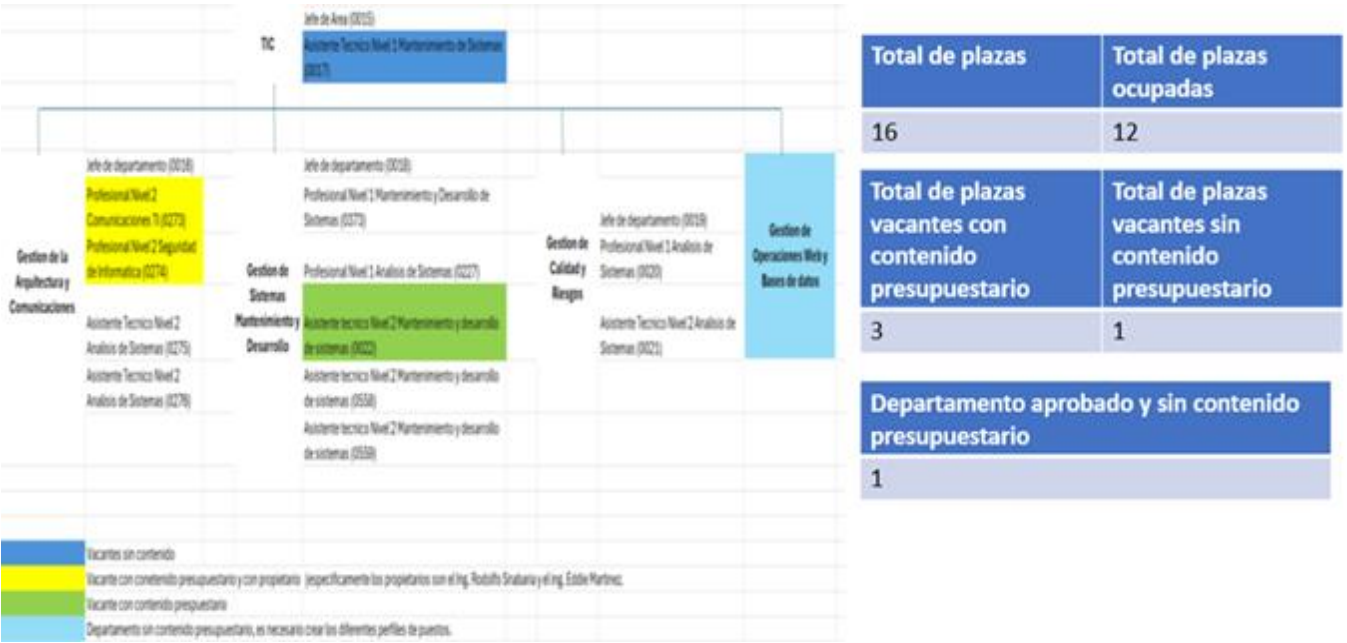 Jefe de Area (0015)
TIC
Asistente Tecnico Nivel 1 Mantenimiento de Sistemas
(0017)
Gestion de la
Arquitectura y
Comunicaciones
Jefe de departamento (0016)
Profesional Nivel 2
Comunicaciones TI (0273)
Profesional Nivel 2 Seguridad
de Informatica (0274)
Asistente Tecnico Nivel 2
Analisis de Sistemas (0275)
Asistente Tecnico Nivel 2
Analisis de Sistemas (0276)
Gestion de
Sistemas
Mantenimiento y
Desarrollo
Jefe de departamento (0018)
Profesional Nivel 1 Mantenimiento y Desarollo de
Sistemas (0373)
Profesional Nivel 1 Analisis de Sistemas (0227)
Asistente tecnico Nivel 2 Mantenimiento y desarrollo
de sistemas (0022)
Asistente tecnico Nivel 2 Mantenimiento y desarrollo
de sistemas (0558)
Asistente tecnico Nivel 2 Mantenimiento y desarrollo
de sistemas (0559)
Gestion de
Calidad y
Riesgos
Jefe de departamento (0019)
Profesional Nivel 1 Analisis de
Sistemas (0020)
Asistente Tecnico Nivel 2 Analisis de
Sistemas (0021)
Gestion de
Operaciones Web y
Bases de datos
Vacantes sin contenido
Vacante con conetenido presupuestario y con propietario (especificamente los propietarios son el Ing. Rodolfo y el ing. Eddie Martinez.
Vacante con contenido prespuestario
Departamento sin contenido presupuestario, es necesario crear los diferentes perfiles de puestos.
Total de plazas
Total de plazas
ocupadas
16
12
Total de plazas
vacantes con
contenido
presupuestario
Total de plazas
vacantes sin
contenido
presupuestario
3
1
Departamento aprobado y sin contenido
presupuestario
1